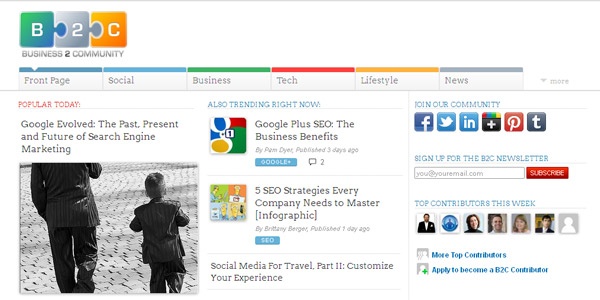 B 2 C
BUSINESS 2 COMMUNITY
Front Page
Social
Business
Tech
Lifestyle
News
more
POPULAR TODAY:
Google Evolved: The Past, Present
and Future of Search Engine
Marketing
ALSO TRENDING RIGHT NOW:
Google Plus SEO: The
Business Benefits
By Pam Dyer, Published 3 days ago
GOOGLE+
2
5 SEO Strategies Every
Company Needs to Master
[Infographic]
By Brittany Berger, Published 1 day ago
SEO
Social Media For Travel, Part II: Customize
Your Experience
JOIN OUR COMMUNITY
SIGN UP FOR THE B2C NEWSLETTER
you@youremail.com
SUBSCRIBE
TOP CONTRIBUTORS THIS WEEK
More Top Contributors
Apply to become a B2C Contributor